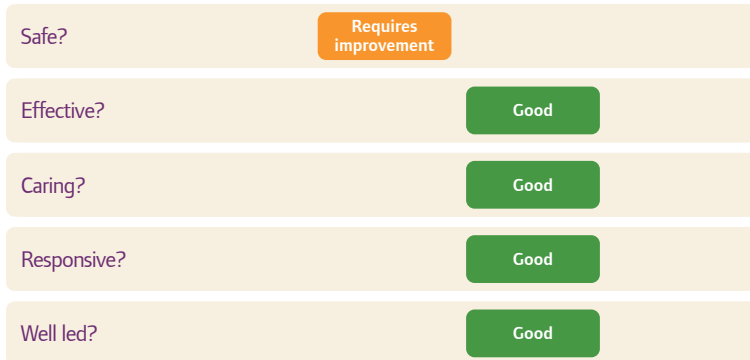 Safe?
Requires
improvement
Effective?
Good
Caring?
Good
Responsive?
Good
Well led?
Good